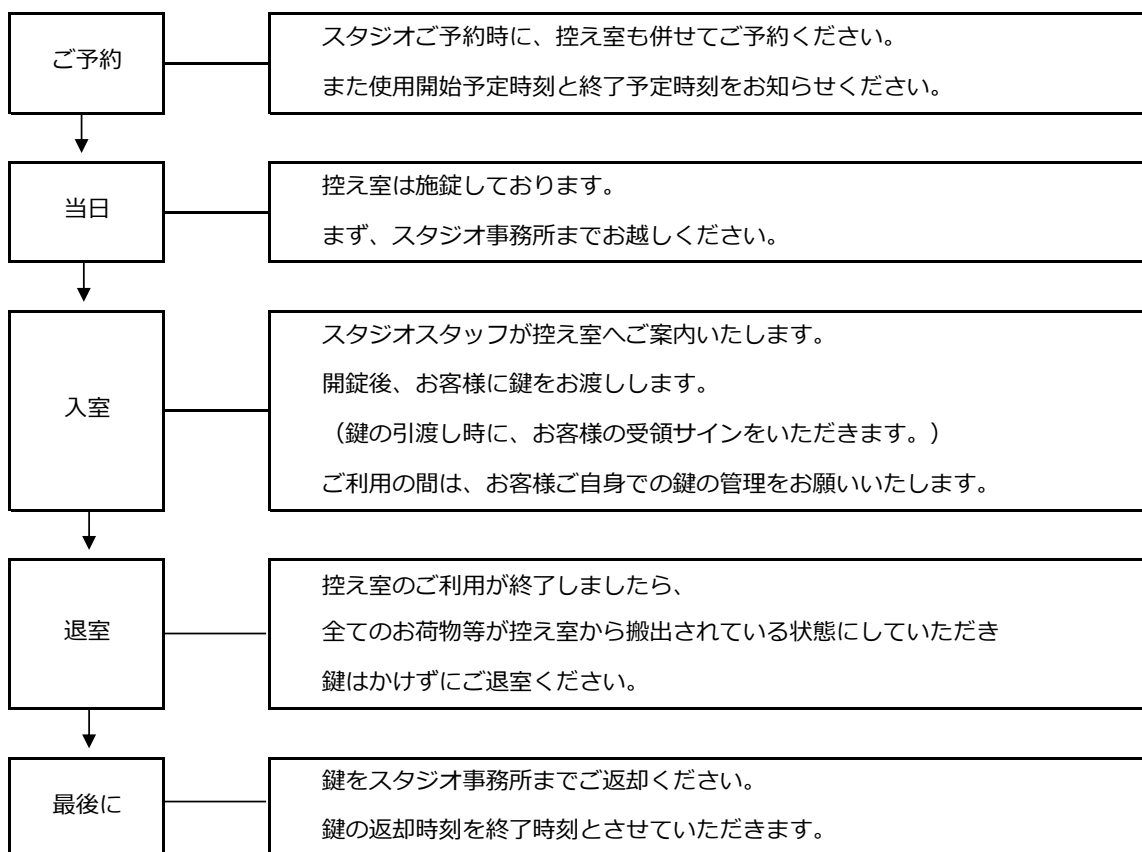 ご予約
スタジオご予約時に、控え室も併せてご予約ください。
また使用開始予定時刻と終了予定時刻をお知らせください。
当日
控え室は施錠しております。
まず、スタジオ事務所までお越しください。
入室
スタジオスタッフが控え室へご案内いたします。
開錠後、お客様に鍵をお渡しします。
（鍵の引渡し時に、お客様の受領サインをいただきます。）
ご利用の間は、お客様ご自身での鍵の管理をお願いいたします。
退室
控え室のご利用が終了しましたら、
全てのお荷物等が控え室から搬出されている状態にしていただき
鍵はかけずにご退室ください。
最後に
鍵をスタジオ事務所までご返却ください。
鍵の返却時刻を終了時刻とさせていただきます。